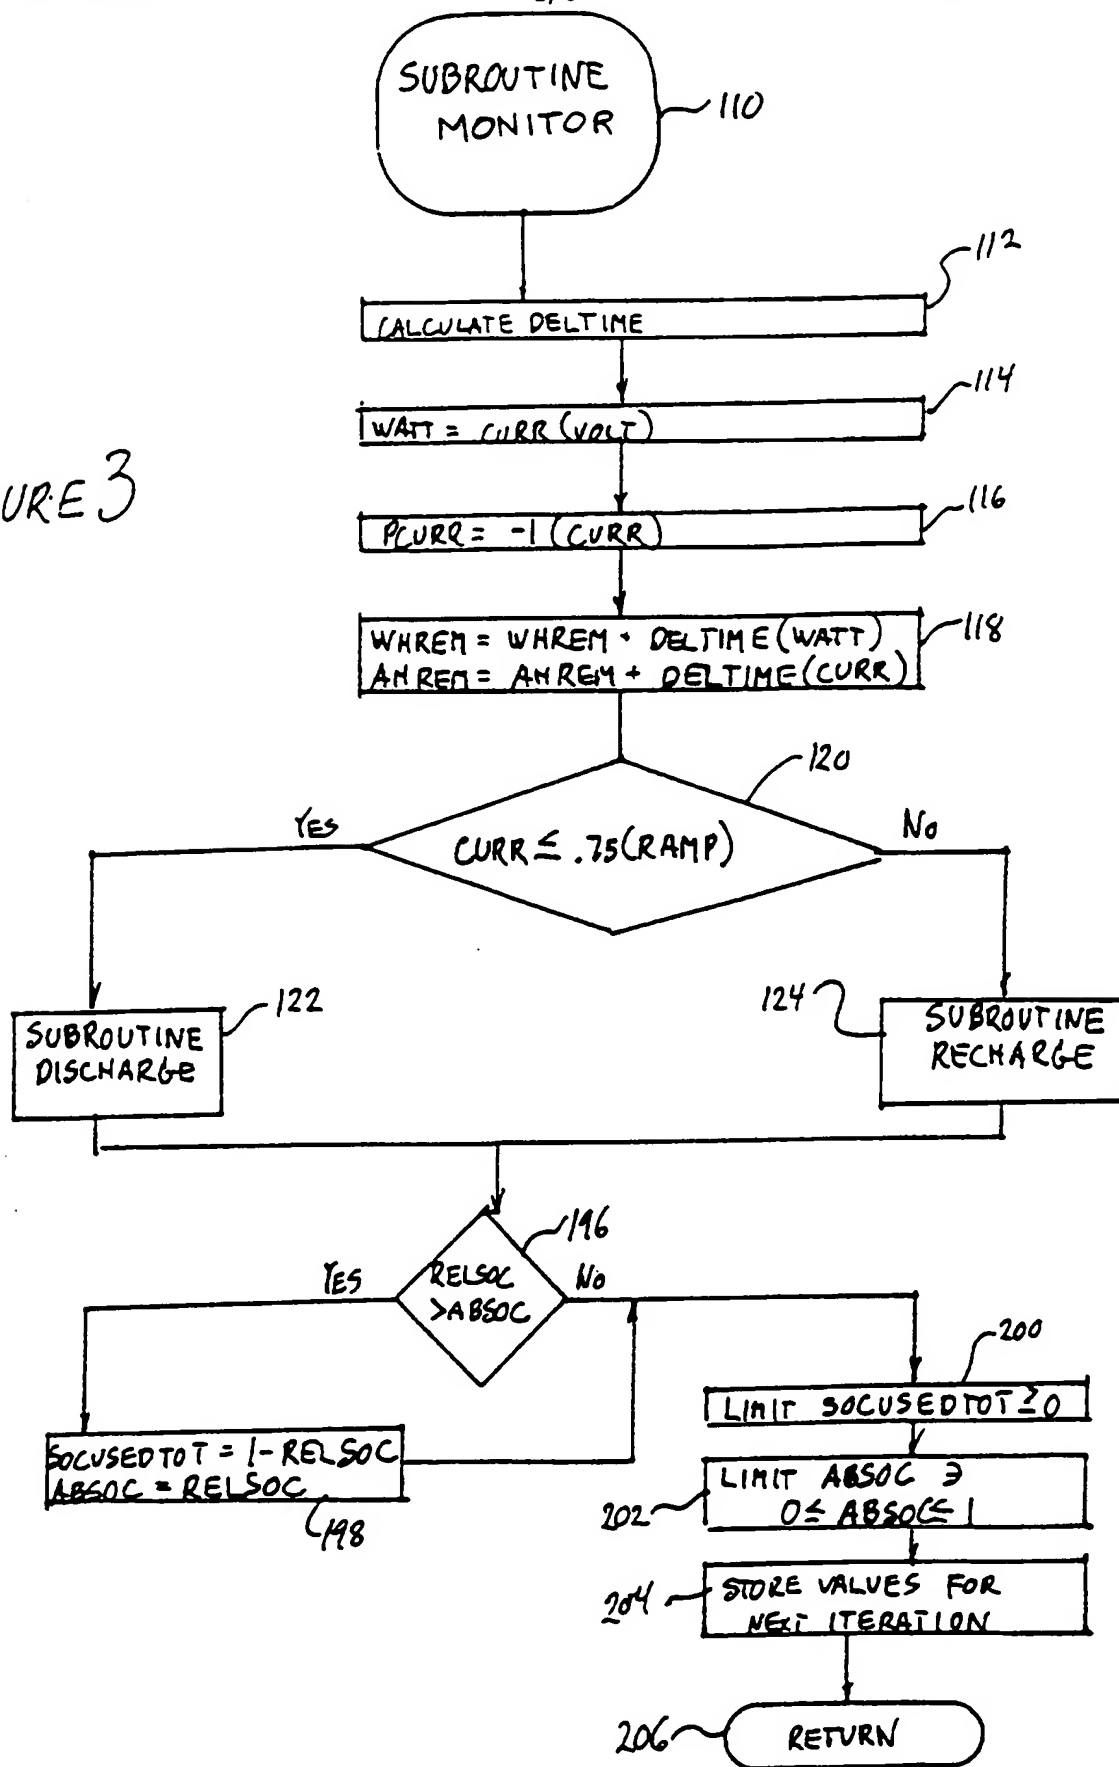 SUBROUTINE
MONITOR
110
112
CALCULATE DELTIME
114
WATT = CURR (VOLT)
URE 3
116
PCURR = -1 (CURR)
118
WHREM = WHREM + DELTIME (WATT)
AHREM = AHREM + DELTIME (CURR)
120
YES
CURR ≤ .75 (RAMP)
No
122
SUBROUTINE
DISCHARGE
124
SUBROUTINE
RECHARGE
196
YES
RELSOC
>ABSOC
No
200
LIMIT SOCUSEDTOT ≥ 0
SOCUSEDTOT = 1-RELSOC
ABSOC = RELSOC
198
LIMIT ABSOC ∋
0 ≤ ABSOC ≤ 1
202
204
STORE VALUES FOR
NEXT ITERATION
206
RETURN